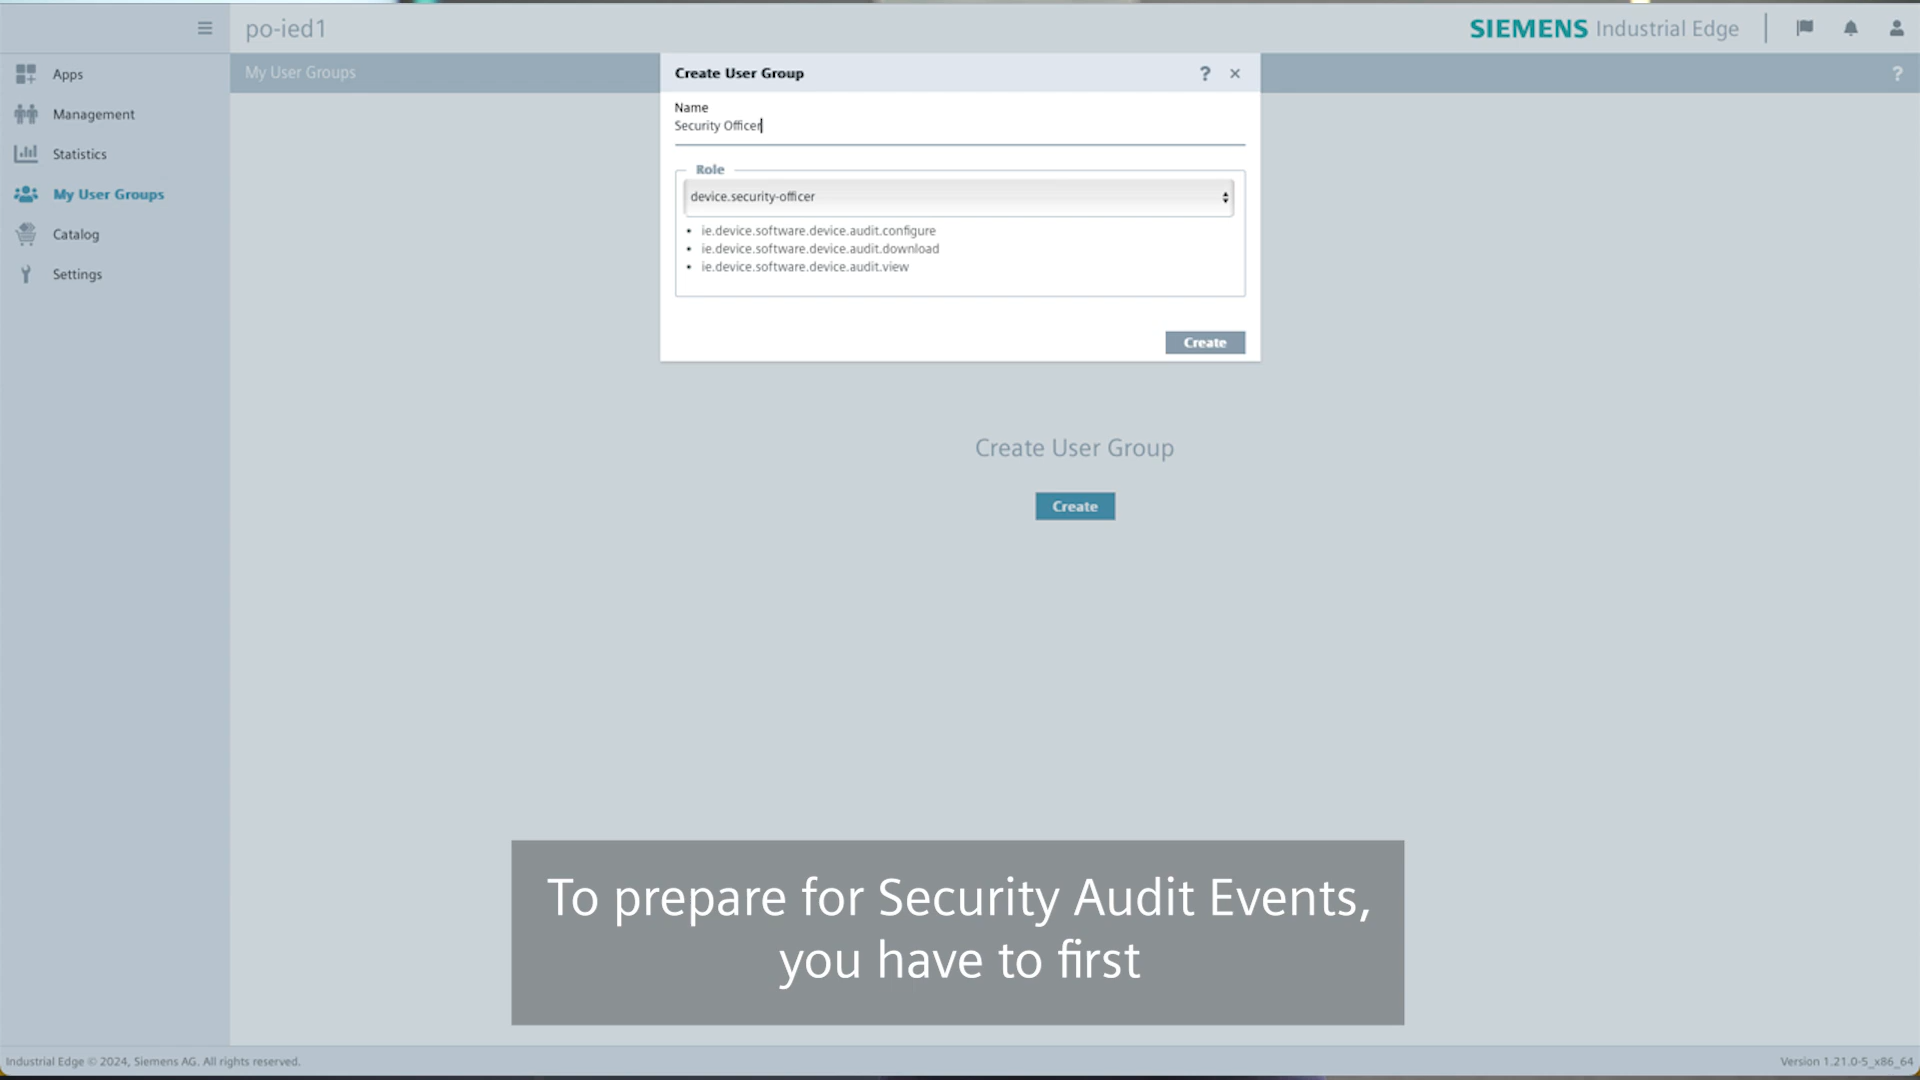 po-ied1
SIEMENS Industrial Edge
Apps
Management
Statistics
My User Groups
Catalog
Settings
My User Groups
?
Create User Group
? ×
Name
Security Officer
Role
device.security-officer
• ie.device.software.device.audit.configure
• ie.device.software.device.audit.download
• ie.device.software.device.audit.view
Create
Create User Group
Create
To prepare for Security Audit Events,
you have to first
Industrial Edge © 2024, Siemens AG. All rights reserved.
Version 1.21.0-5_x86_64